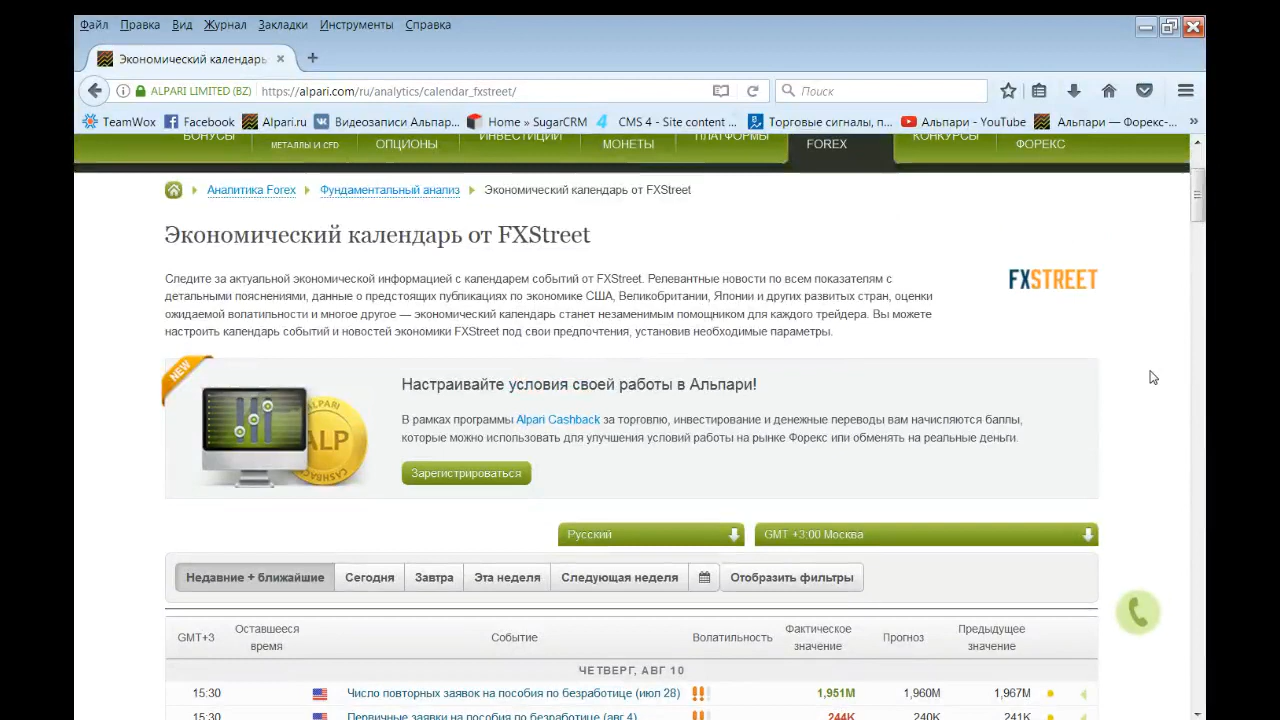 Файл Правка Вид Журнал Закладки Инструменты Справка
Экономический календарь
ALPARI LIMITED (BZ) https://alpari.com/ru/analytics/calendar_fxstreet/ Поиск
TeamWox Facebook Alpari.ru Видеозаписи Альпар... Home » SugarCRM CMS 4 - Site content ... Торговые сигналы, п... Альпари - YouTube Альпари — Форекс-... »
БОНУСЫ МЕТАЛЛЫ И CFD ОПЦИОНЫ ИНВЕСТИЦИИ МОНЕТЫ ПЛАТФОРМЫ FOREX КОНКУРСЫ ФОРЕКС
Аналитика Forex Фундаментальный анализ Экономический календарь от FXStreet
Экономический календарь от FXStreet
Следите за актуальной экономической информацией с календарем событий от FXStreet. Релевантные новости по всем показателям с
детальными пояснениями, данные о предстоящих публикациях по экономике США, Великобритании, Японии и других развитых стран, оценки
ожидаемой волатильности и многое другое — экономический календарь станет незаменимым помощником для каждого трейдера. Вы можете
настроить календарь событий и новостей экономики FXStreet под свои предпочтения, установив необходимые параметры.
FXSTREET
NEW
ALPARI
ALP
CASHBACK
Настраивайте условия своей работы в Альпари!
В рамках программы Alpari Cashback за торговлю, инвестирование и денежные переводы вам начисляются баллы,
которые можно использовать для улучшения условий работы на рынке Форекс или обменять на реальные деньги.
Зарегистрироваться
Русский GMT +3:00 Москва
Недавние + ближайшие Сегодня Завтра Эта неделя Следующая неделя Отобразить фильтры
GMT+3 Оставшееся время Событие Волатильность Фактическое значение Прогноз Предыдущее значение
ЧЕТВЕРГ, АВГ 10
15:30 Число повторных заявок на пособия по безработице (июл 28) 1,951M 1,960M 1,967M
15:30 Первичные заявки на пособия по безработице (авг 4) 244K 240K 241K